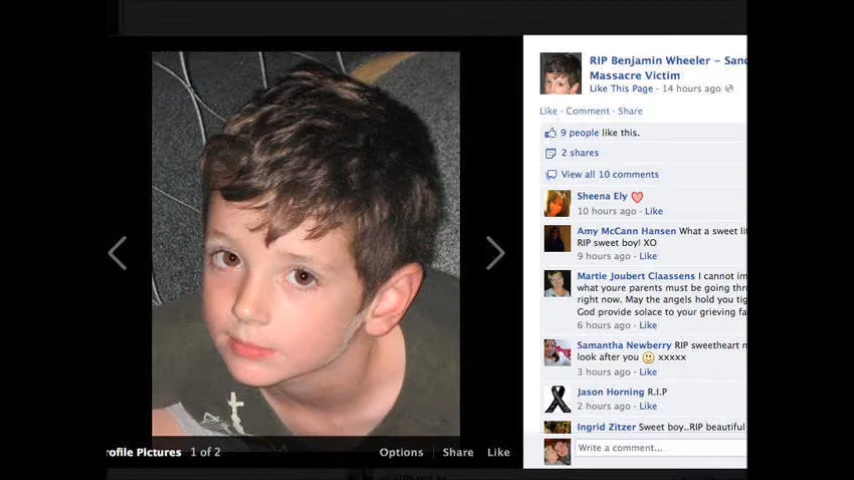 RIP Benjamin Wheeler - San
Massacre Victim
Like This Page · 14 hours ago
Like · Comment · Share
9 people like this.
2 shares
View all 10 comments
Sheena Ely
10 hours ago · Like
Amy McCann Hansen What a sweet li
RIP sweet boy! XO
9 hours ago · Like
Martie Joubert Claassens I cannot im
what youre parents must be going thr
right now. May the angels hold you tig
God provide solace to your grieving fa
6 hours ago · Like
Samantha Newberry RIP sweetheart
look after you xxxxx
3 hours ago · Like
Jason Horning R.I.P
2 hours ago · Like
Ingrid Zitzer Sweet boy..RIP beautiful
Write a comment...
rofile Pictures 1 of 2 Options Share Like